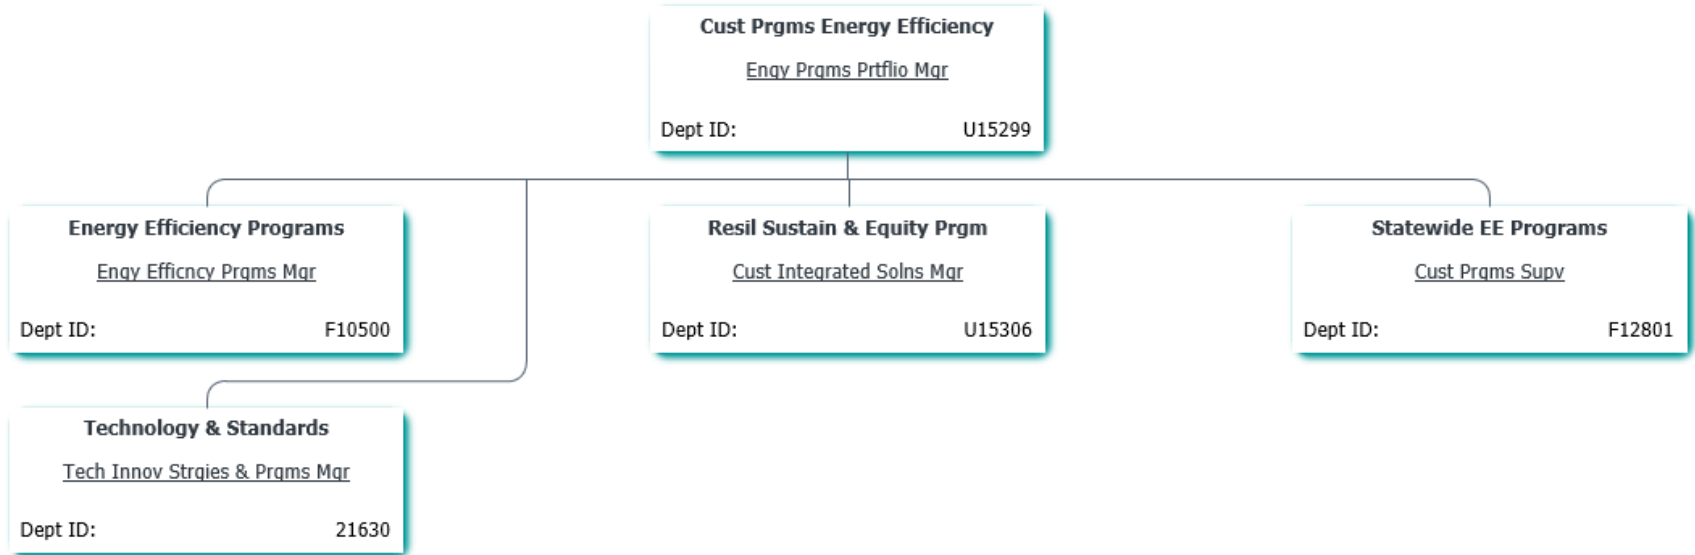 Cust Prgms Energy Efficiency
Engy Prgms Prtflio Mgr
Dept ID: U15299
Energy Efficiency Programs
Engy Efficncy Prgms Mgr
Dept ID: F10500
Resil Sustain & Equity Prgm
Cust Integrated Solns Mgr
Dept ID: U15306
Statewide EE Programs
Cust Prgms Supv
Dept ID: F12801
Technology & Standards
Tech Innov Strgies & Prgms Mgr
Dept ID: 21630